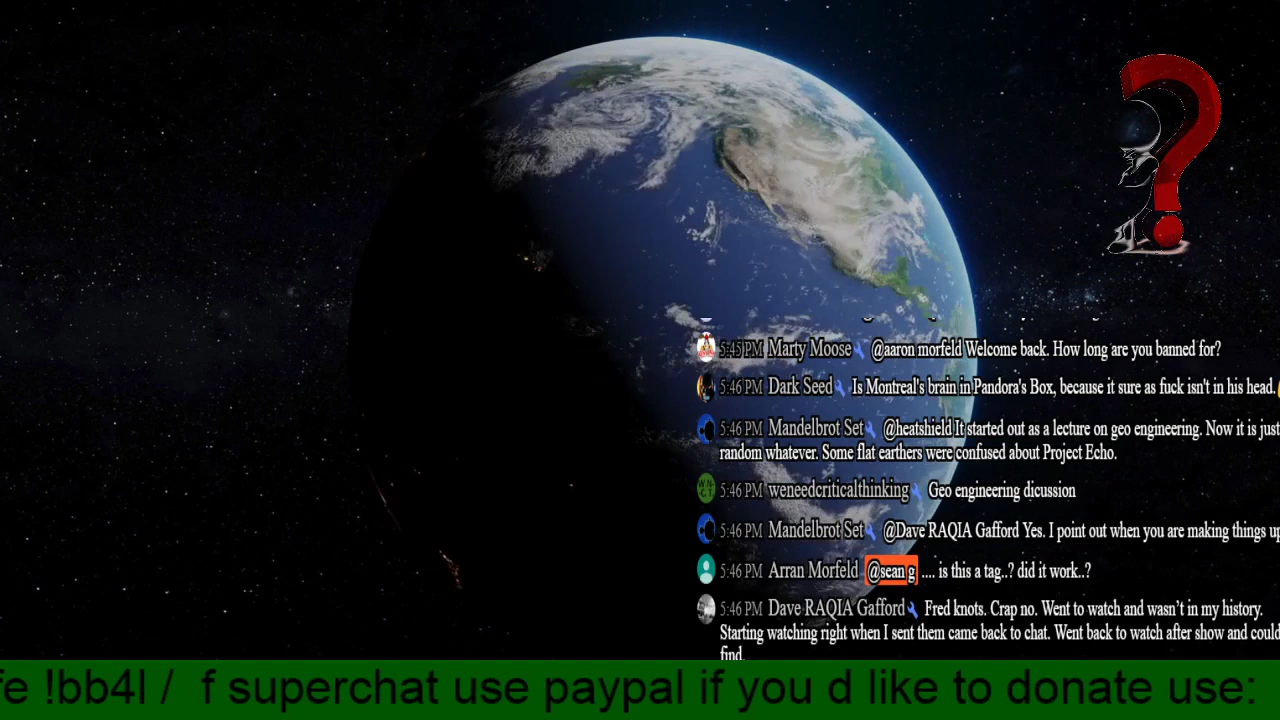 5:45 PM Marty Moose @aaron morfeld Welcome back. How long are you banned for?
5:46 PM Dark Seed Is Montreal's brain in Pandora's Box, because it sure as fuck isn't in his head.
5:46 PM Mandelbrot Set @heatshield It started out as a lecture on geo engineering. Now it is just
random whatever. Some flat earthers were confused about Project Echo.
5:46 PM weneedcriticalthinking Geo engineering dicussion
5:46 PM Mandelbrot Set @Dave RAQIA Gafford Yes. I point out when you are making things up
5:46 PM Arran Morfeld @sean g .... is this a tag..? did it work..?
5:46 PM Dave RAQIA Gafford Fred knots. Crap no. Went to watch and wasn't in my history.
Starting watching right when I sent them came back to chat. Went back to watch after show and could
find.
fe !bb4l / f superchat use paypal if you d like to donate use: